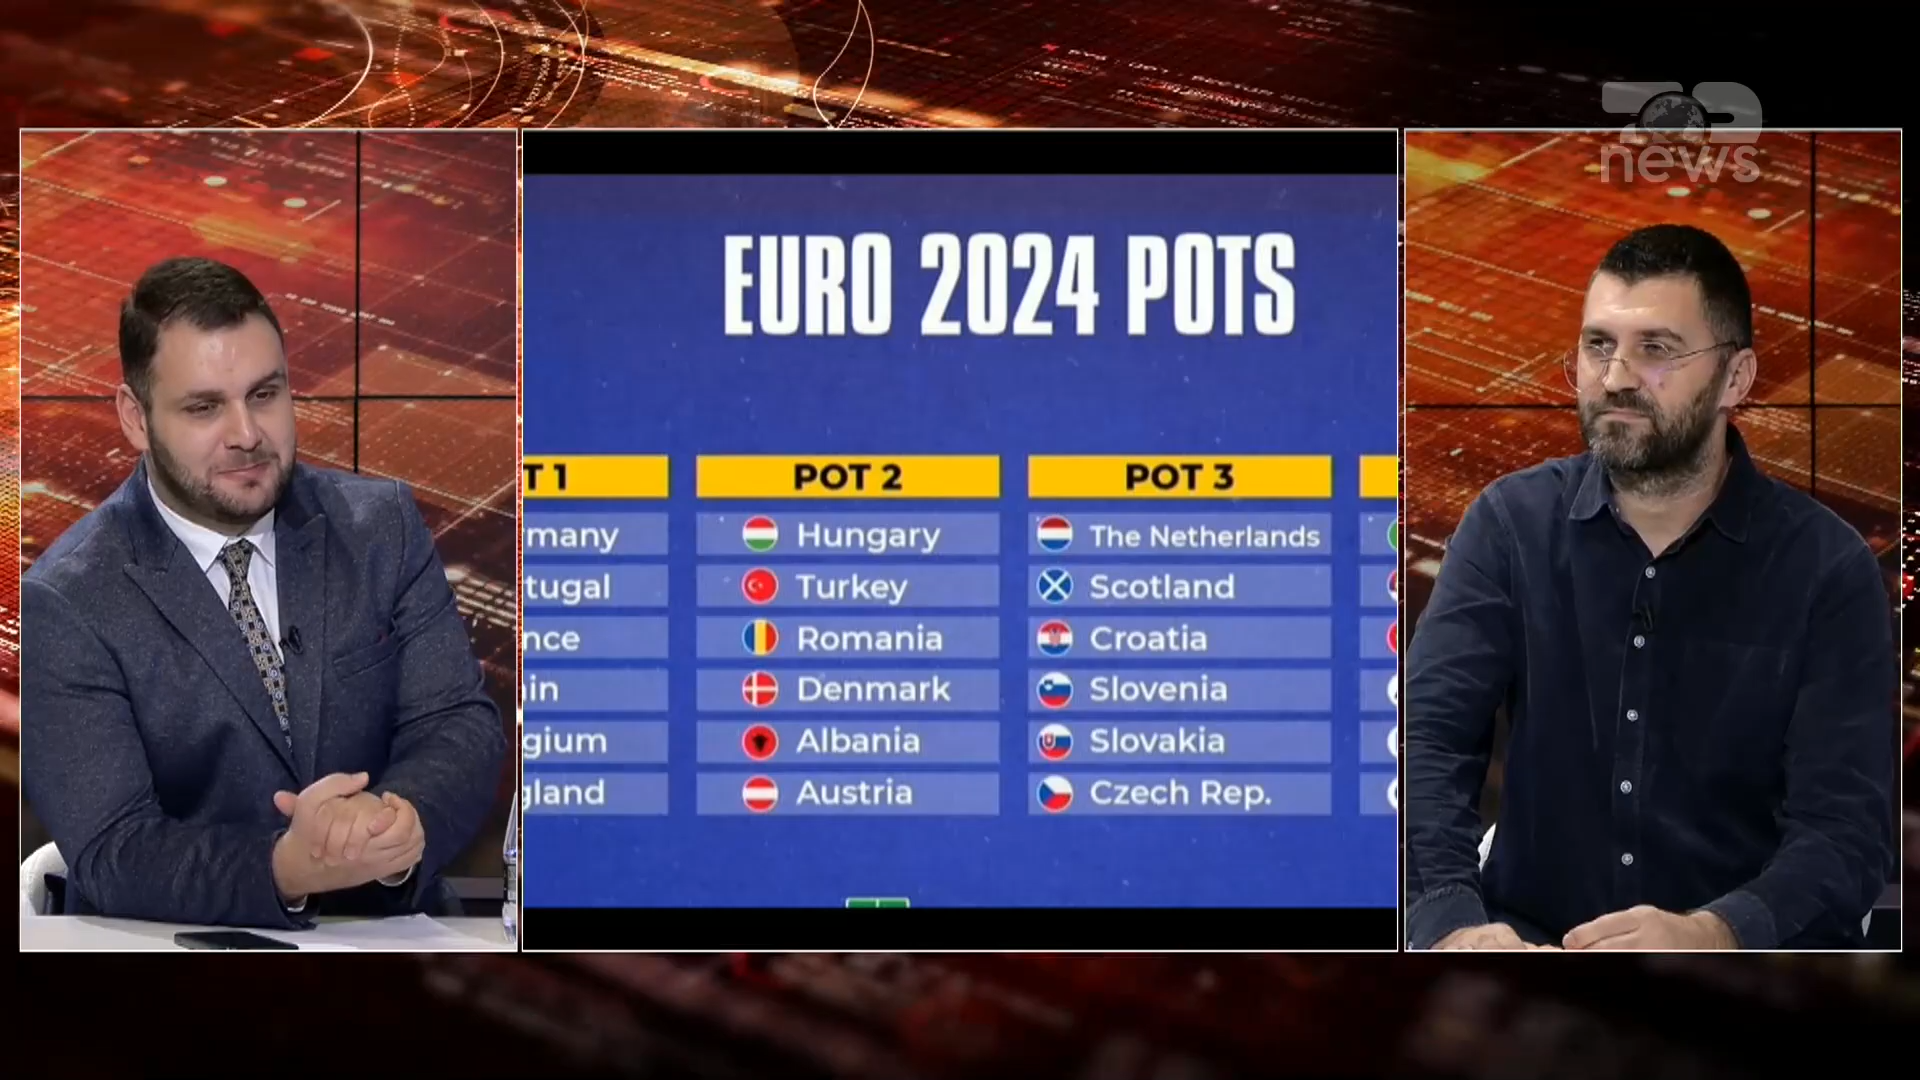 TOP
news
EURO 2024 POTS
T 1
POT 2
POT 3
many
Hungary
The Netherlands
tugal
Turkey
Scotland
nce
Romania
Croatia
in
Denmark
Slovenia
gium
Albania
Slovakia
gland
Austria
Czech Rep.